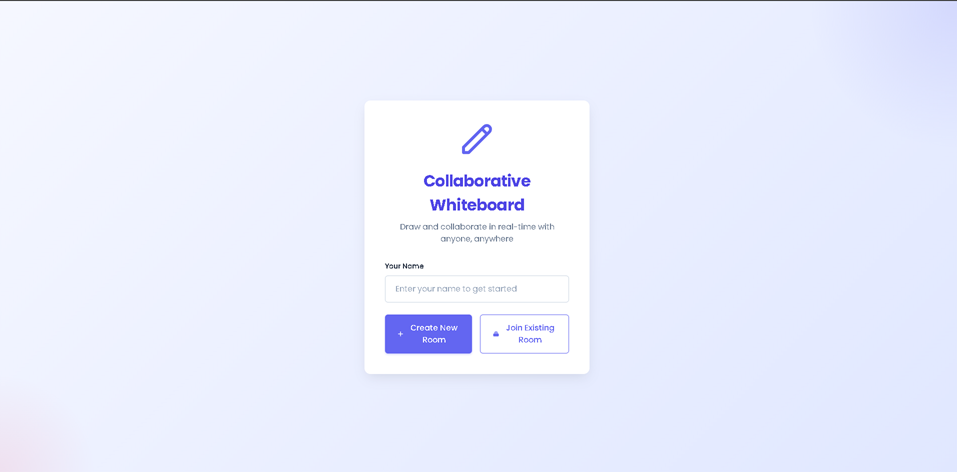 Collaborative
Whiteboard
Draw and collaborate in real-time with
anyone, anywhere
Your Name
Enter your name to get started
Create New
Room
Join Existing
Room